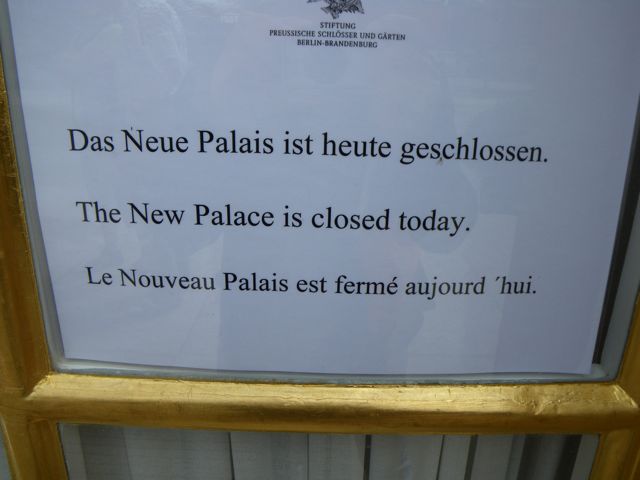 STIFTUNG
PREUSSISCHE SCHLÖSSER UND GÄRTEN
BERLIN-BRANDENBURG
Das Neue Palais ist heute geschlossen.
The New Palace is closed today.
Le Nouveau Palais est fermé aujourd ´hui.